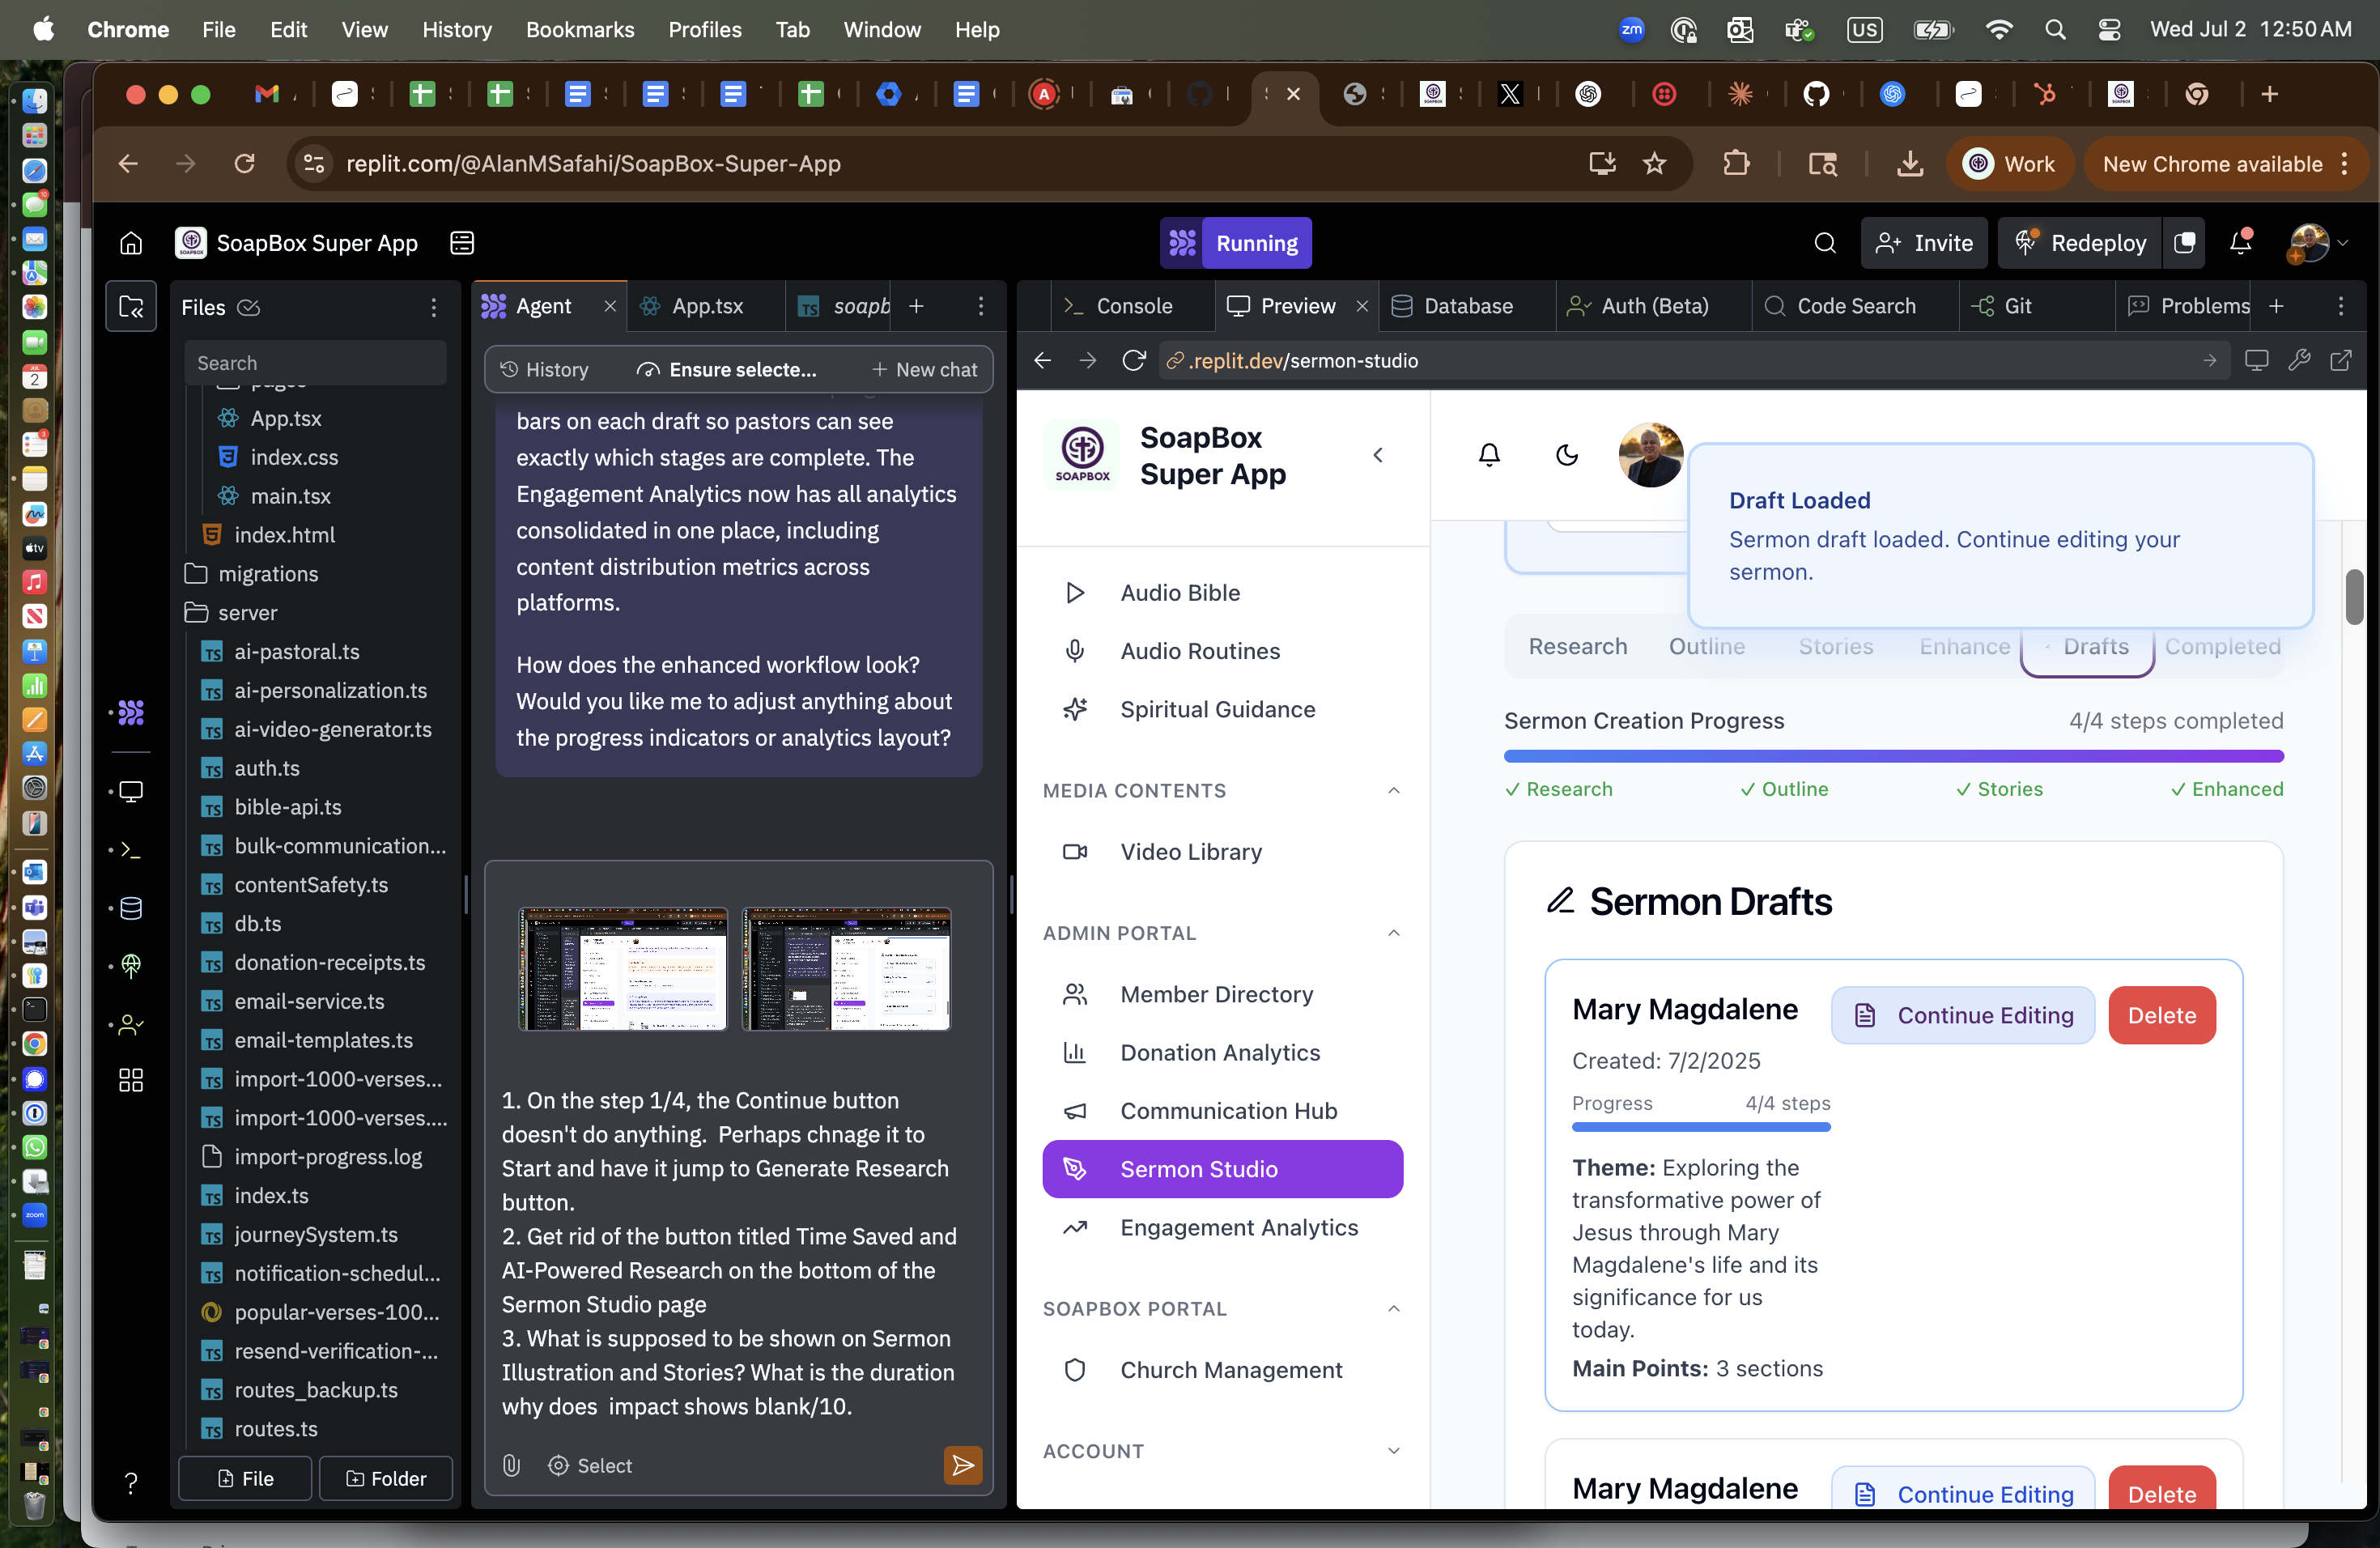 Chrome File Edit View History Bookmarks Profiles Tab Window Help
zm US Wed Jul 2 12:50 AM
replit.com/@AlanMSafahi/SoapBox-Super-App
Work
New Chrome available
SoapBox Super App
Running
Invite
Redeploy
Files
Search
App.tsx
index.css
main.tsx
index.html
migrations
server
ai-pastoral.ts
ai-personalization.ts
ai-video-generator.ts
auth.ts
bible-api.ts
bulk-communication...
contentSafety.ts
db.ts
donation-receipts.ts
email-service.ts
email-templates.ts
import-1000-verses...
import-1000-verses....
import-progress.log
index.ts
journeySystem.ts
notification-schedul...
popular-verses-100...
resend-verification-...
routes_backup.ts
routes.ts
File
Folder
Agent
App.tsx
soapb
History
Ensure selecte...
New chat
bars on each draft so pastors can see
exactly which stages are complete. The
Engagement Analytics now has all analytics
consolidated in one place, including
content distribution metrics across
platforms.
How does the enhanced workflow look?
Would you like me to adjust anything about
the progress indicators or analytics layout?
1. On the step 1/4, the Continue button
doesn't do anything. Perhaps chnage it to
Start and have it jump to Generate Research
button.
2. Get rid of the button titled Time Saved and
AI-Powered Research on the bottom of the
Sermon Studio page
3. What is supposed to be shown on Sermon
Illustration and Stories? What is the duration
why does impact shows blank/10.
Select
Console
Preview
Database
Auth (Beta)
Code Search
Git
Problems
.replit.dev/sermon-studio
SOAPBOX
SoapBox
Super App
Audio Bible
Audio Routines
Spiritual Guidance
MEDIA CONTENTS
Video Library
ADMIN PORTAL
Member Directory
Donation Analytics
Communication Hub
Sermon Studio
Engagement Analytics
SOAPBOX PORTAL
Church Management
ACCOUNT
Draft Loaded
Sermon draft loaded. Continue editing your
sermon.
Research Outline Stories Enhance Drafts Completed
Sermon Creation Progress
4/4 steps completed
✓ Research ✓ Outline ✓ Stories ✓ Enhanced
Sermon Drafts
Mary Magdalene
Continue Editing
Delete
Created: 7/2/2025
Progress 4/4 steps
Theme: Exploring the
transformative power of
Jesus through Mary
Magdalene's life and its
significance for us
today.
Main Points: 3 sections
Mary Magdalene
Continue Editing
Delete